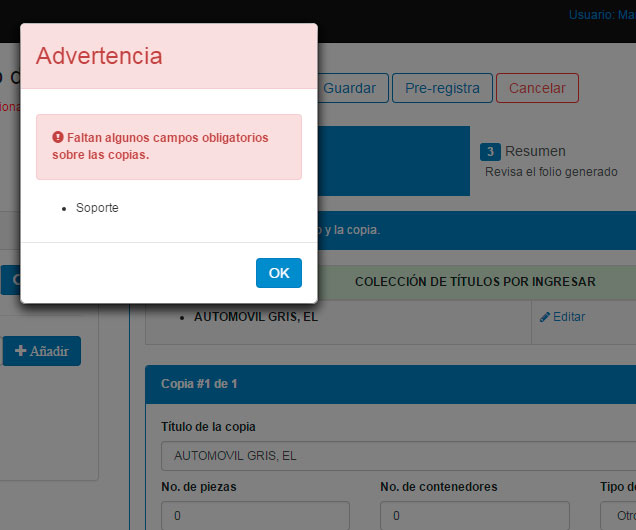 Usuario: Ma
Advertencia
Guardar
Pre-registra
Cancelar
Faltan algunos campos obligatorios
sobre las copias.
Soporte
OK
3 Resumen
Revisa el folio generado
y la copia.
COLECCIÓN DE TÍTULOS POR INGRESAR
AUTOMOVIL GRIS, EL
Editar
Añadir
Copia #1 de 1
Título de la copia
AUTOMOVIL GRIS, EL
No. de piezas
No. de contenedores
Tipo d
0
0
Otro